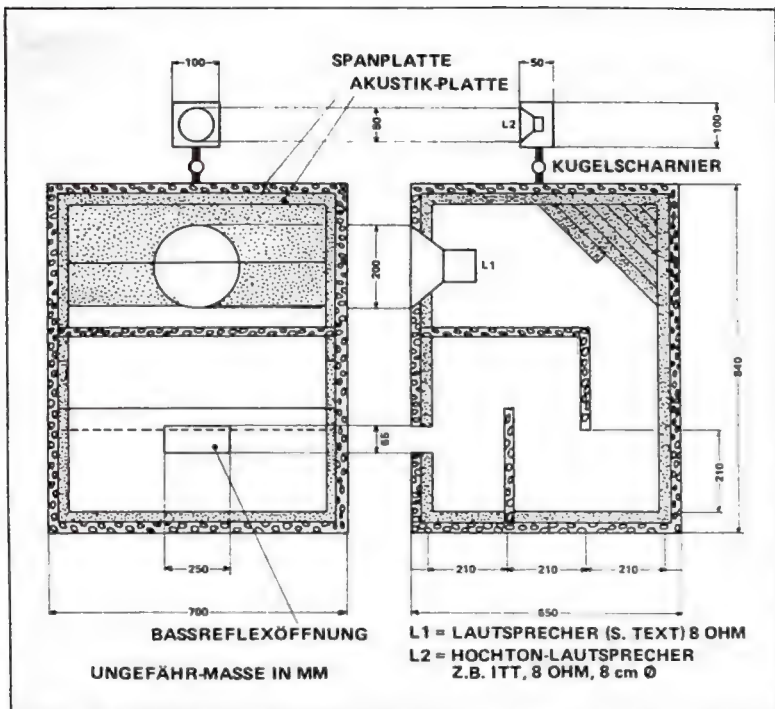 SPANPLATTE
AKUSTIK-PLATTE
100
50
80
L2
100
KUGELSCHARNIER
200
L1
840
65
210
250
210
210
210
700
650
BASSREFLEXÖFFNUNG
L1 = LAUTSPRECHER (S. TEXT) 8 OHM
L2 = HOCHTON-LAUTSPRECHER
Z.B. ITT, 8 OHM, 8 cm Ø
UNGEFÄHR-MASSE IN MM